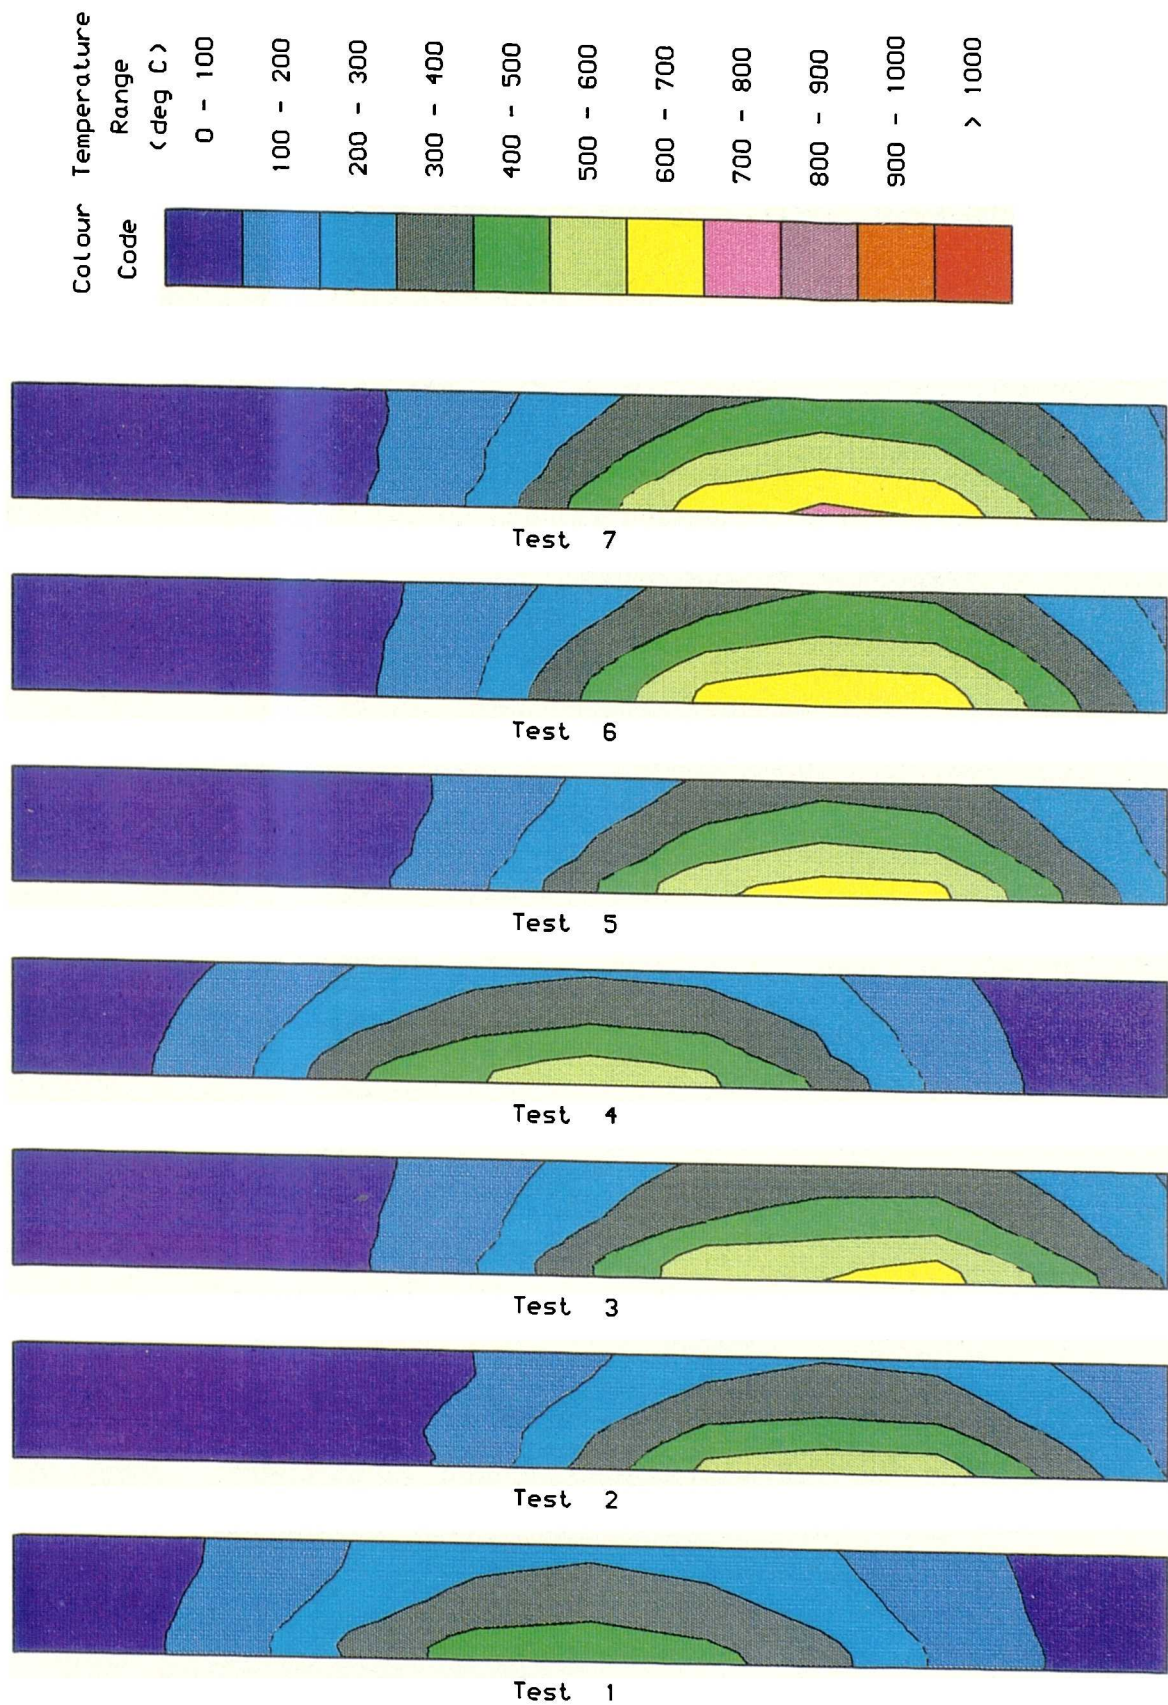 Colour Temperature
Code Range
(deg C)
0 - 100
100 - 200
200 - 300
300 - 400
400 - 500
500 - 600
600 - 700
700 - 800
800 - 900
900 - 1000
> 1000
Test 7
Test 6
Test 5
Test 4
Test 3
Test 2
Test 1